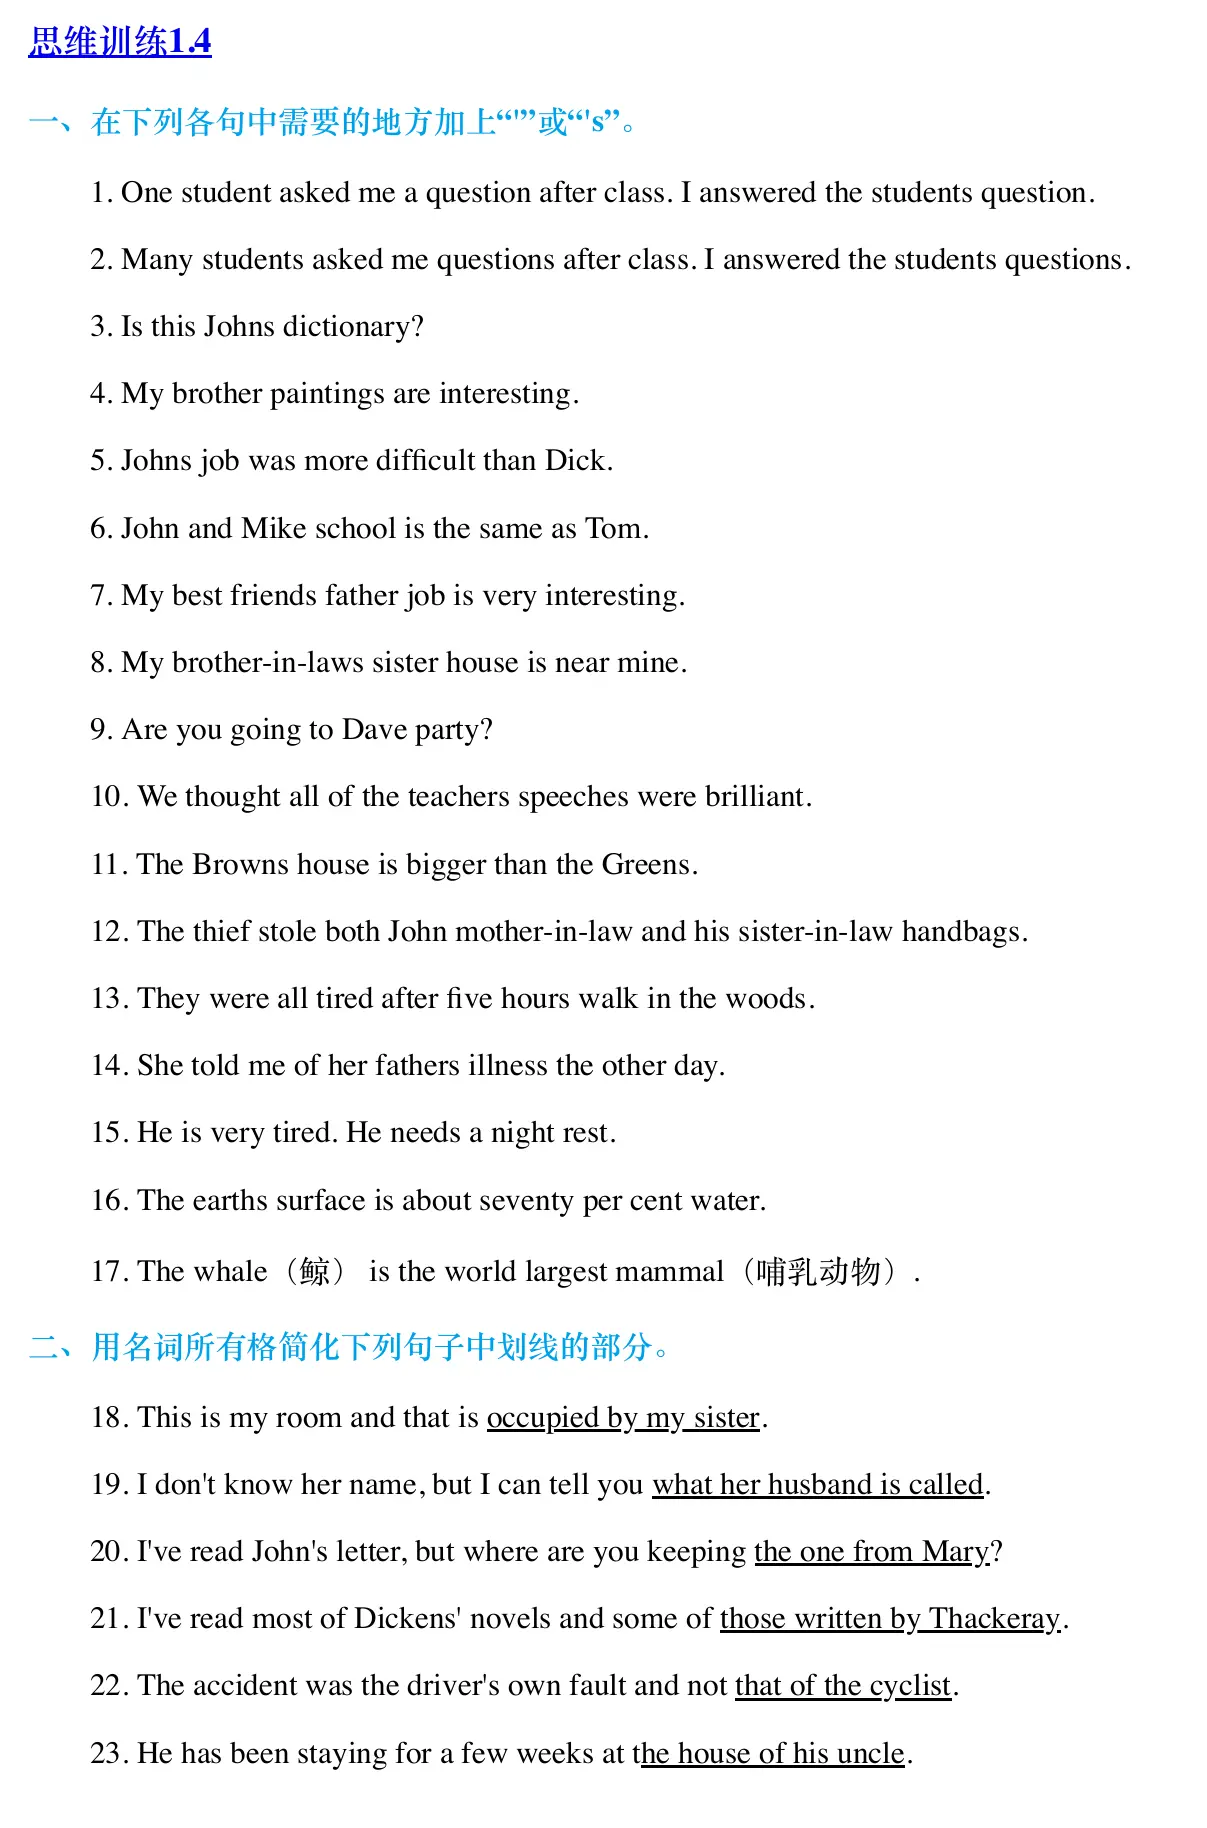 思维训练1.4
一、在下列各句中需要的地方加上“'”或“'s”。
1. One student asked me a question after class. I answered the students question.
2. Many students asked me questions after class. I answered the students questions.
3. Is this Johns dictionary?
4. My brother paintings are interesting.
5. Johns job was more difficult than Dick.
6. John and Mike school is the same as Tom.
7. My best friends father job is very interesting.
8. My brother-in-laws sister house is near mine.
9. Are you going to Dave party?
10. We thought all of the teachers speeches were brilliant.
11. The Browns house is bigger than the Greens.
12. The thief stole both John mother-in-law and his sister-in-law handbags.
13. They were all tired after five hours walk in the woods.
14. She told me of her fathers illness the other day.
15. He is very tired. He needs a night rest.
16. The earths surface is about seventy per cent water.
17. The whale（鲸） is the world largest mammal（哺乳动物）.
二、用名词所有格简化下列句子中划线的部分。
18. This is my room and that is occupied by my sister.
19. I don't know her name, but I can tell you what her husband is called.
20. I've read John's letter, but where are you keeping the one from Mary?
21. I've read most of Dickens' novels and some of those written by Thackeray.
22. The accident was the driver's own fault and not that of the cyclist.
23. He has been staying for a few weeks at the house of his uncle.